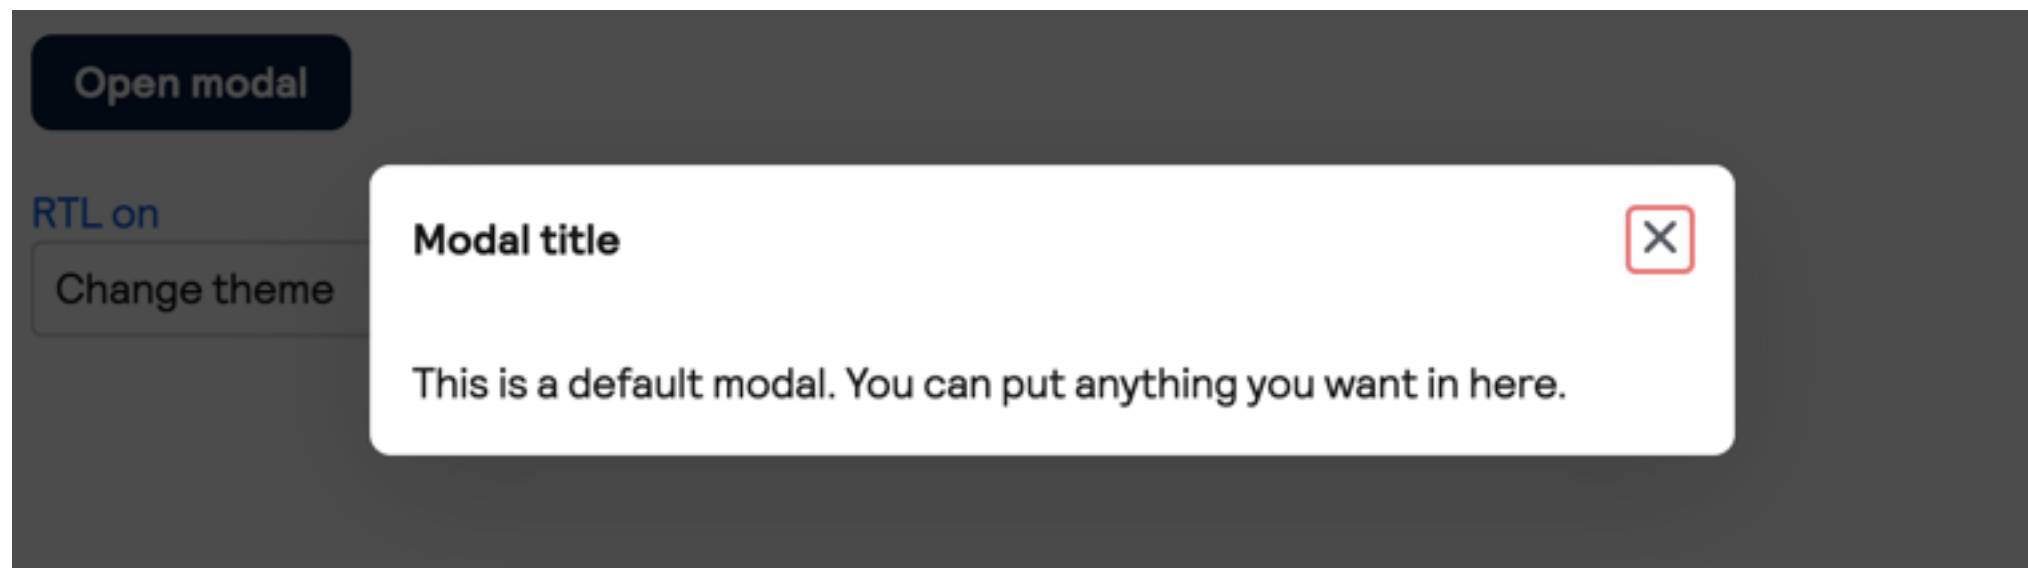 Open modal
RTL on
Change theme
Modal title
This is a default modal. You can put anything you want in here.